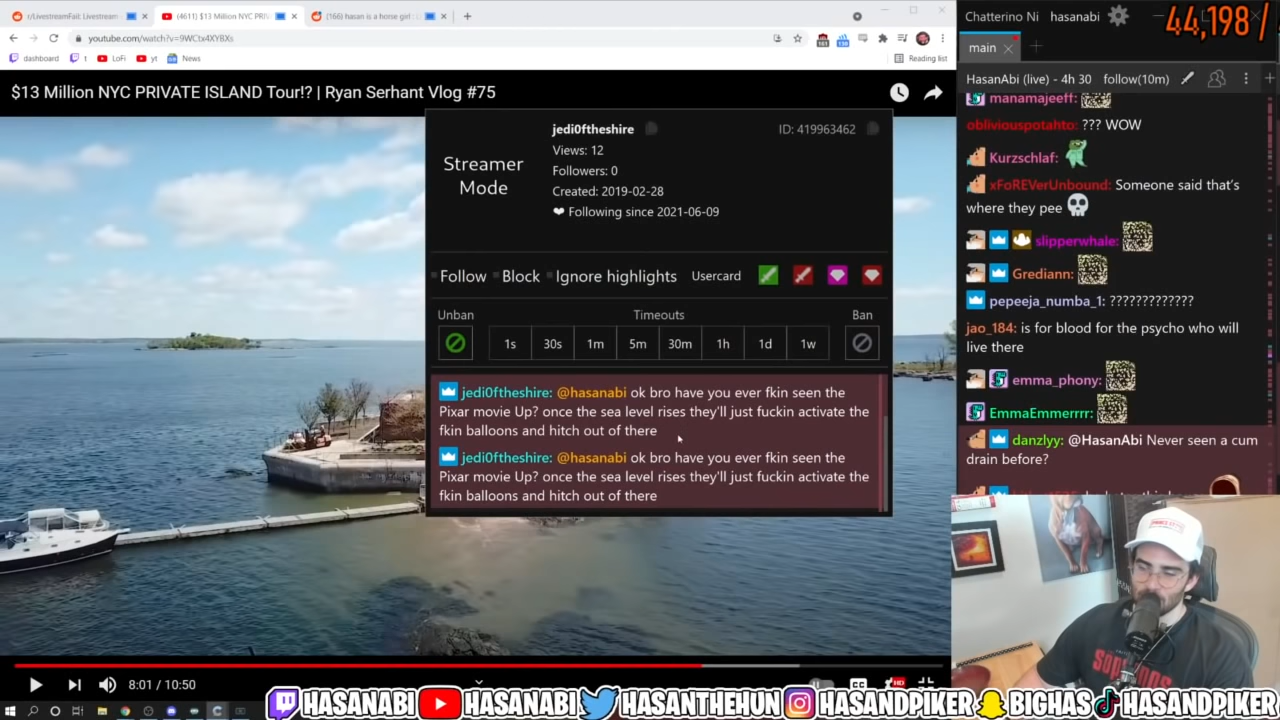 r/LivestreamFail: Livestream
(4611) $13 Million NYC PRIV
(166) hasan is a horse girl :
youtube.com/watch?v=9WCtx4XYBXs
dashboard
1
LoFi
yt
News
Reading list
$13 Million NYC PRIVATE ISLAND Tour!? | Ryan Serhant Vlog #75
Streamer
Mode
jedi0ftheshire
ID: 419963462
Views: 12
Followers: 0
Created: 2019-02-28
❤ Following since 2021-06-09
Follow
Block
Ignore highlights
Usercard
Unban
Timeouts
Ban
1s
30s
1m
5m
30m
1h
1d
1w
jedi0ftheshire: @hasanabi ok bro have you ever fkin seen the
Pixar movie Up? once the sea level rises they'll just fuckin activate the
fkin balloons and hitch out of there
jedi0ftheshire: @hasanabi ok bro have you ever fkin seen the
Pixar movie Up? once the sea level rises they'll just fuckin activate the
fkin balloons and hitch out of there
8:01 / 10:50
CC
HD
Chatterino Ni
hasanabi
44,198 /
main
HasanAbi (live) - 4h 30
follow(10m)
manamajeeff:
obliviouspotahto: ??? WOW
Kurzschlaf:
xFoREVerUnbound: Someone said that's
where they pee
slipperwhale:
Grediann:
pepeeja_numba_1: ?????????????
jao_184: is for blood for the psycho who will
live there
emma_phony:
EmmaEmmerrrr:
danzlyy: @HasanAbi Never seen a cum
drain before?
HASANABI
HASANABI
HASANTHEHUN
HASANDPIKER
BIGHAS
HASANDPIKER